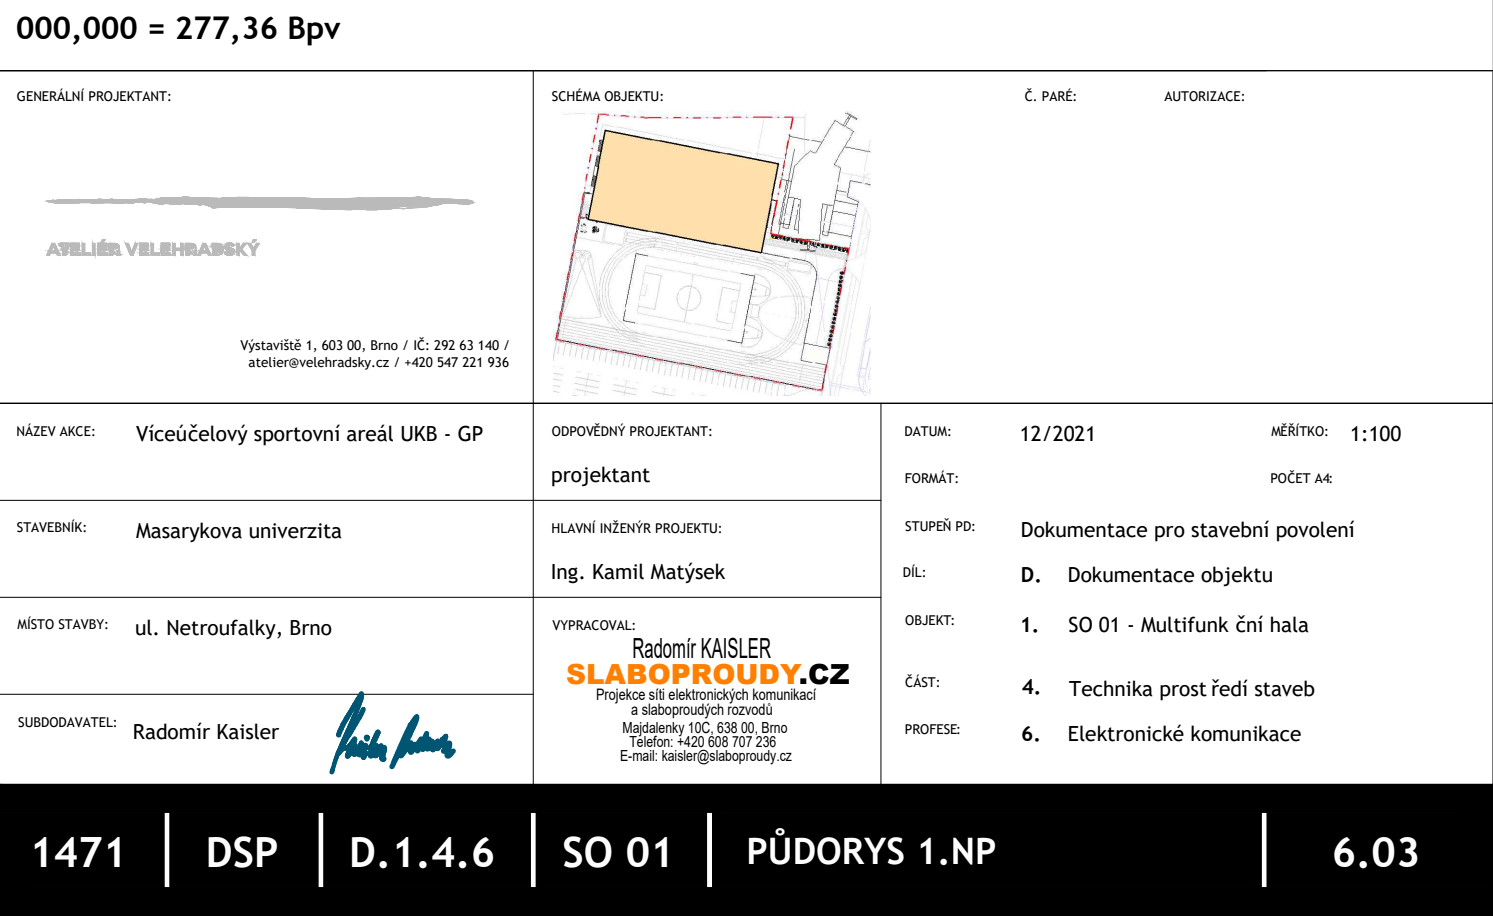 000,000 = 277,36 Bpv
GENERÁLNÍ PROJEKTANT:
ATELIÉR VELEHRADSKÝ
Výstaviště 1, 603 00, Brno / IČ: 292 63 140 /
atelier@velehradsky.cz / +420 547 221 936
SCHÉMA OBJEKTU:
Č. PARÉ:
AUTORIZACE:
NÁZEV AKCE: Víceúčelový sportovní areál UKB - GP
STAVEBNÍK: Masarykova univerzita
MÍSTO STAVBY: ul. Netroufalky, Brno
SUBDODAVATEL: Radomír Kaisler
ODPOVĚDNÝ PROJEKTANT:
projektant
HLAVNÍ INŽENÝR PROJEKTU:
Ing. Kamil Matýsek
VYPRACOVAL:
Radomír KAISLER
SLABOPROUDY.CZ
Projekce síti elektronických komunikací
a slaboproudých rozvodů
Majdalenky 10C, 638 00, Brno
Telefon: +420 608 707 236
E-mail: kaisler@slaboproudy.cz
DATUM: 12/2021 MĚŘÍTKO: 1:100
FORMÁT: POČET A4:
STUPEŇ PD: Dokumentace pro stavební povolení
DÍL: D. Dokumentace objektu
OBJEKT: 1. SO 01 - Multifunk ční hala
ČÁST: 4. Technika prost ředí staveb
PROFESE: 6. Elektronické komunikace
1471 DSP D.1.4.6 SO 01 PŮDORYS 1.NP 6.03